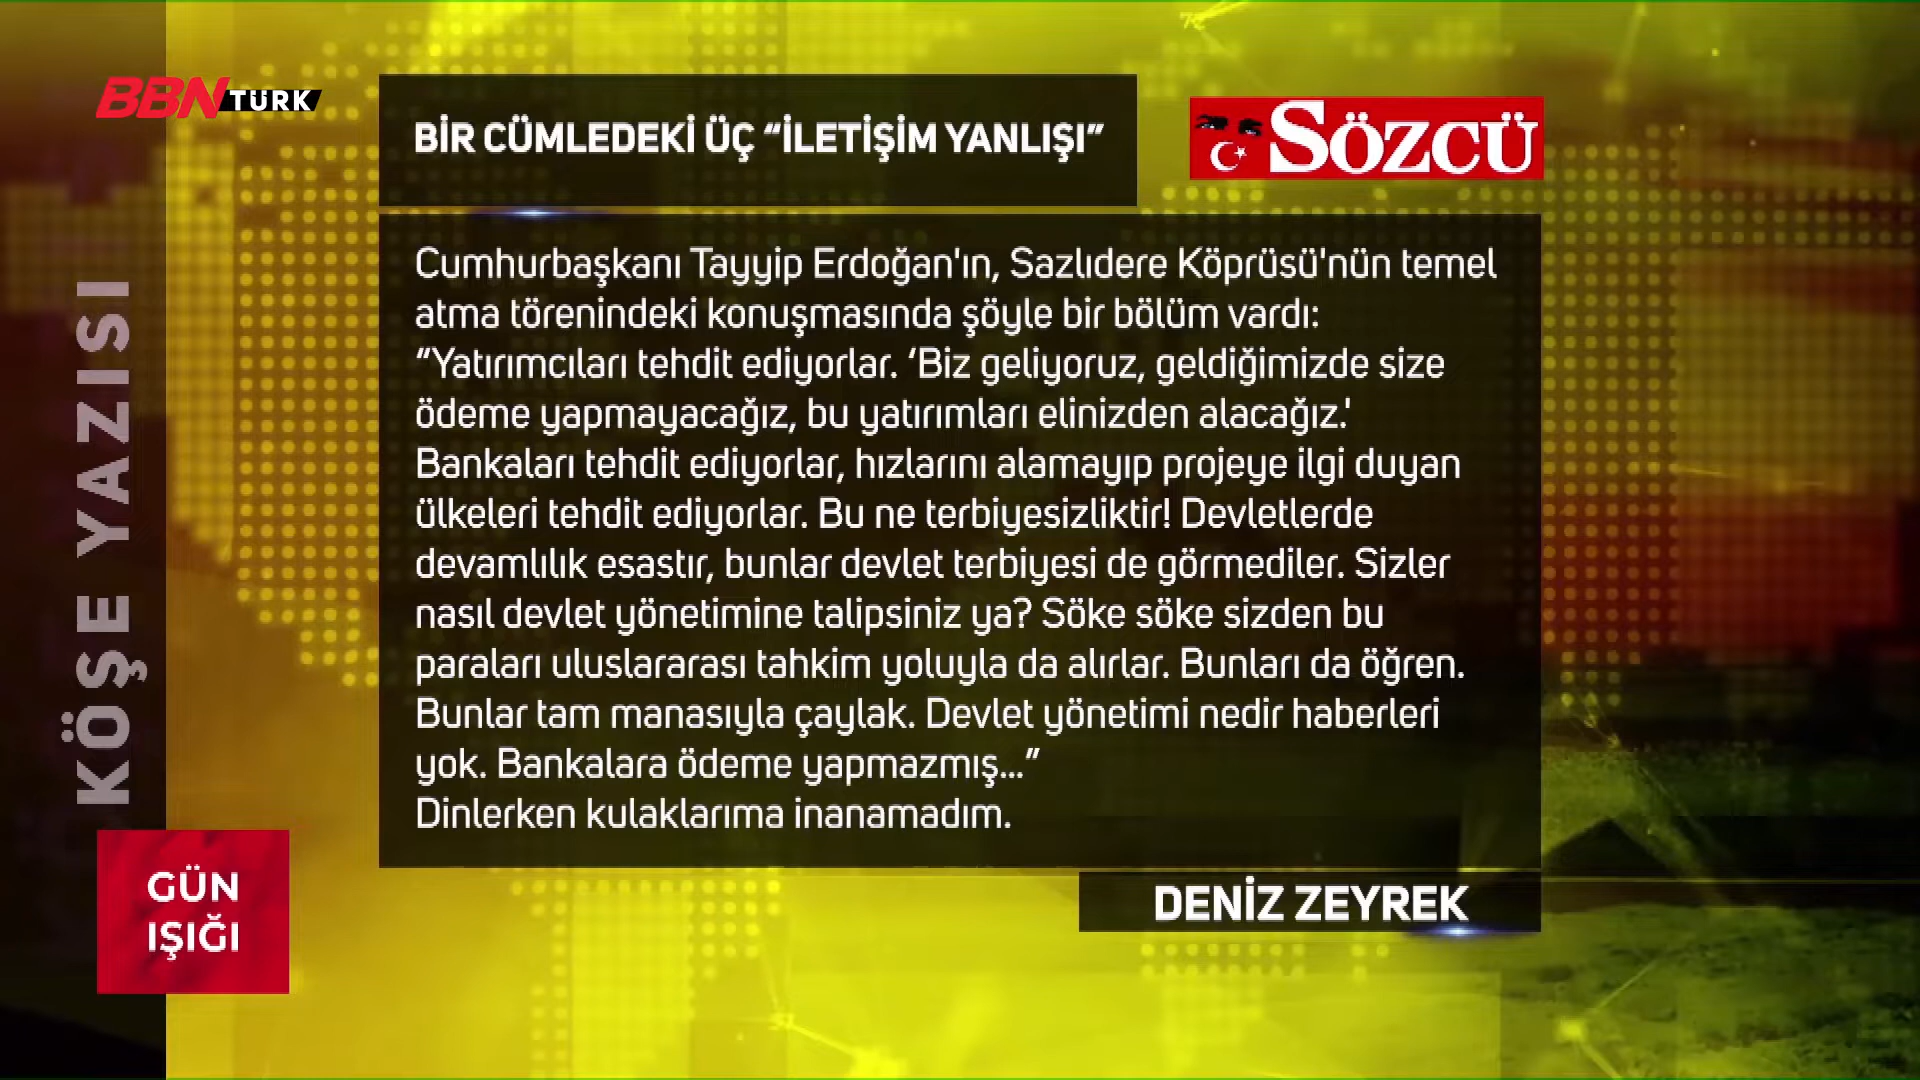 BBN TURK
BİR CÜMLEDEKİ ÜÇ “İLETİŞİM YANLIŞI”
SÖZCÜ
Cumhurbaşkanı Tayyip Erdoğan'ın, Sazlıdere Köprüsü'nün temel
atma törenindeki konuşmasında şöyle bir bölüm vardı:
“Yatırımcıları tehdit ediyorlar. ‘Biz geliyoruz, geldiğimizde size
ödeme yapmayacağız, bu yatırımları elinizden alacağız.'
Bankaları tehdit ediyorlar, hızlarını alamayıp projeye ilgi duyan
ülkeleri tehdit ediyorlar. Bu ne terbiyesizliktir! Devletlerde
devamlılık esastır, bunlar devlet terbiyesi de görmediler. Sizler
nasıl devlet yönetimine talipsiniz ya? Söke söke sizden bu
paraları uluslararası tahkim yoluyla da alırlar. Bunları da öğren.
Bunlar tam manasıyla çaylak. Devlet yönetimi nedir haberleri
yok. Bankalara ödeme yapmazmış...”
Dinlerken kulaklarıma inanamadım.
DENİZ ZEYREK
KÖŞE YAZISI
GÜN
IŞIĞI